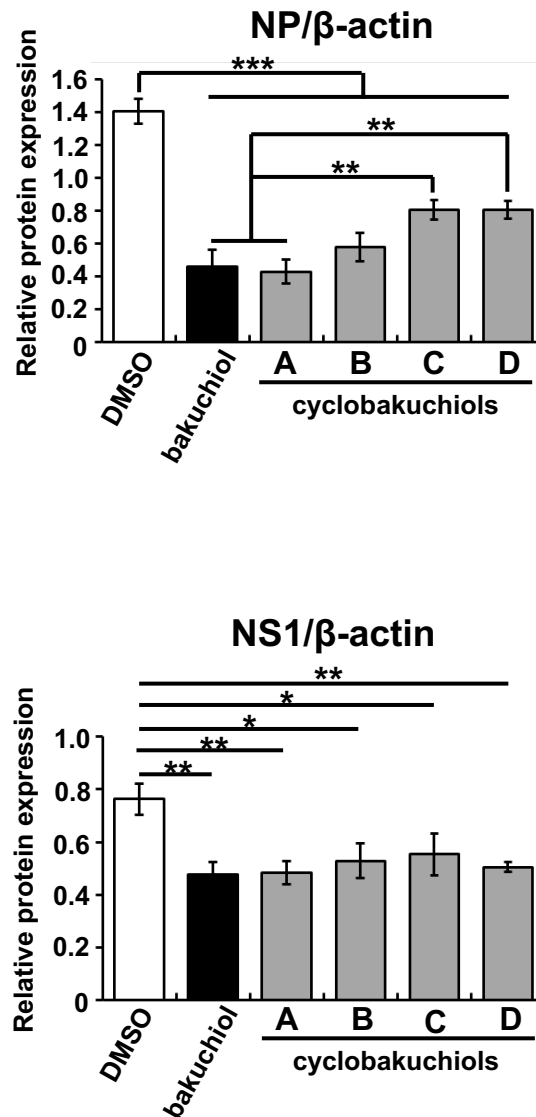 NP/β-actin
Relative protein expression
1.6
1.4
1.2
1.0
0.8
0.6
0.4
0.2
0
***
**
**
DMSO
bakuchiol
A B C D
cyclobakuchiols
NS1/β-actin
Relative protein expression
1.0
0.8
0.6
0.4
0.2
0
**
*
*
**
**
DMSO
bakuchiol
A B C D
cyclobakuchiols